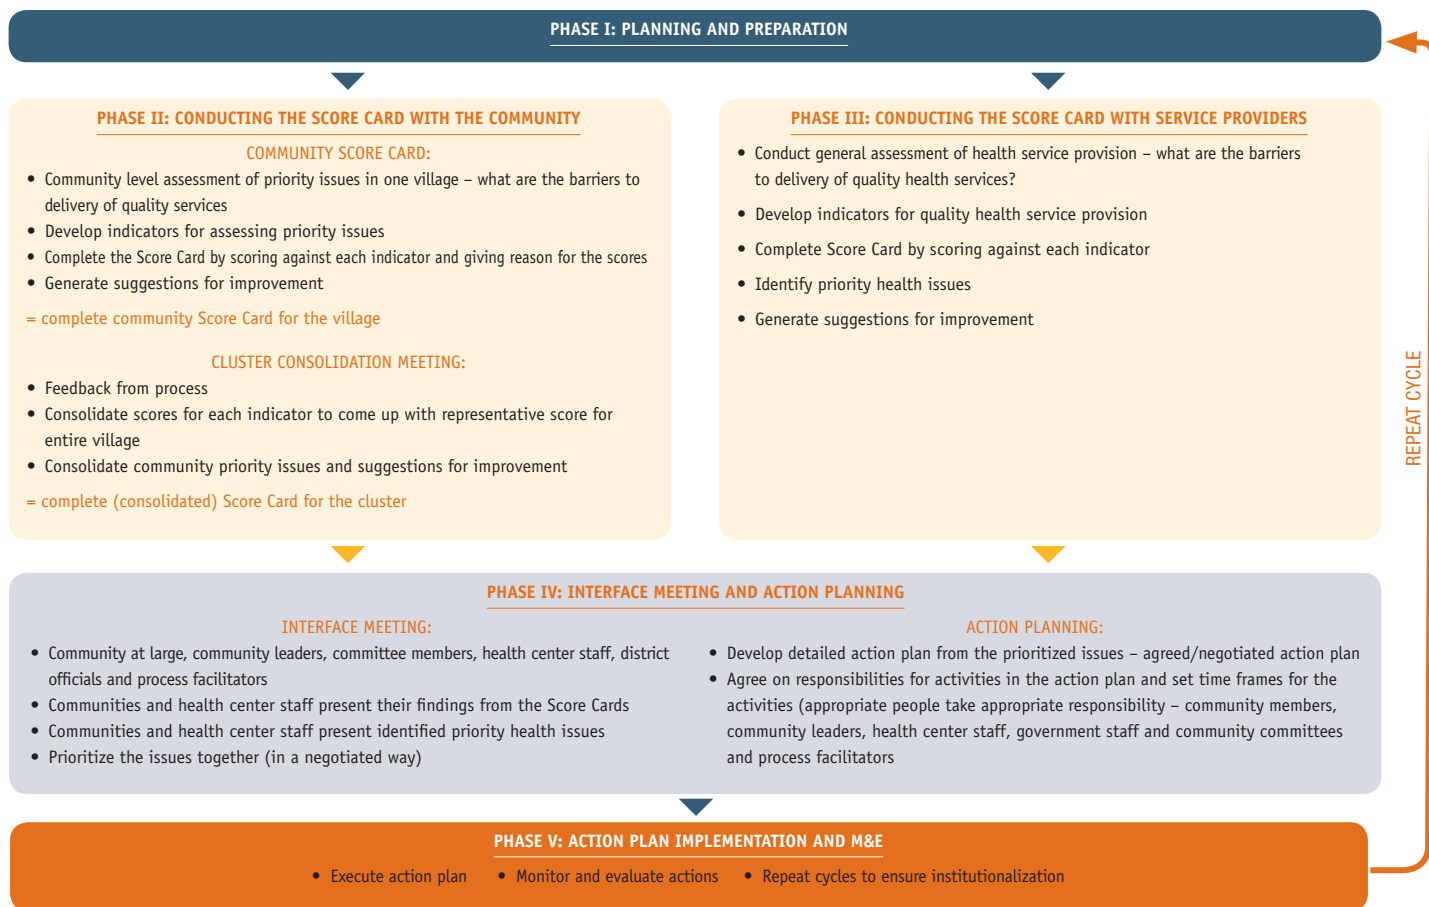 PHASE I: PLANNING AND PREPARATION
PHASE II: CONDUCTING THE SCORE CARD WITH THE COMMUNITY
COMMUNITY SCORE CARD:
• Community level assessment of priority issues in one village – what are the barriers to
delivery of quality services
• Develop indicators for assessing priority issues
• Complete the Score Card by scoring against each indicator and giving reason for the scores
• Generate suggestions for improvement
= complete community Score Card for the village
CLUSTER CONSOLIDATION MEETING:
• Feedback from process
• Consolidate scores for each indicator to come up with representative score for
entire village
• Consolidate community priority issues and suggestions for improvement
= complete (consolidated) Score Card for the cluster
PHASE III: CONDUCTING THE SCORE CARD WITH SERVICE PROVIDERS
• Conduct general assessment of health service provision – what are the barriers
to delivery of quality health services?
• Develop indicators for quality health service provision
• Complete Score Card by scoring against each indicator
• Identify priority health issues
• Generate suggestions for improvement
PHASE IV: INTERFACE MEETING AND ACTION PLANNING
INTERFACE MEETING:
• Community at large, community leaders, committee members, health center staff, district
officials and process facilitators
• Communities and health center staff present their findings from the Score Cards
• Communities and health center staff present identified priority health issues
• Prioritize the issues together (in a negotiated way)
ACTION PLANNING:
• Develop detailed action plan from the prioritized issues – agreed/negotiated action plan
• Agree on responsibilities for activities in the action plan and set time frames for the
activities (appropriate people take appropriate responsibility – community members,
community leaders, health center staff, government staff and community committees
and process facilitators
PHASE V: ACTION PLAN IMPLEMENTATION AND M&E
• Execute action plan • Monitor and evaluate actions • Repeat cycles to ensure institutionalization
REPEAT CYCLE